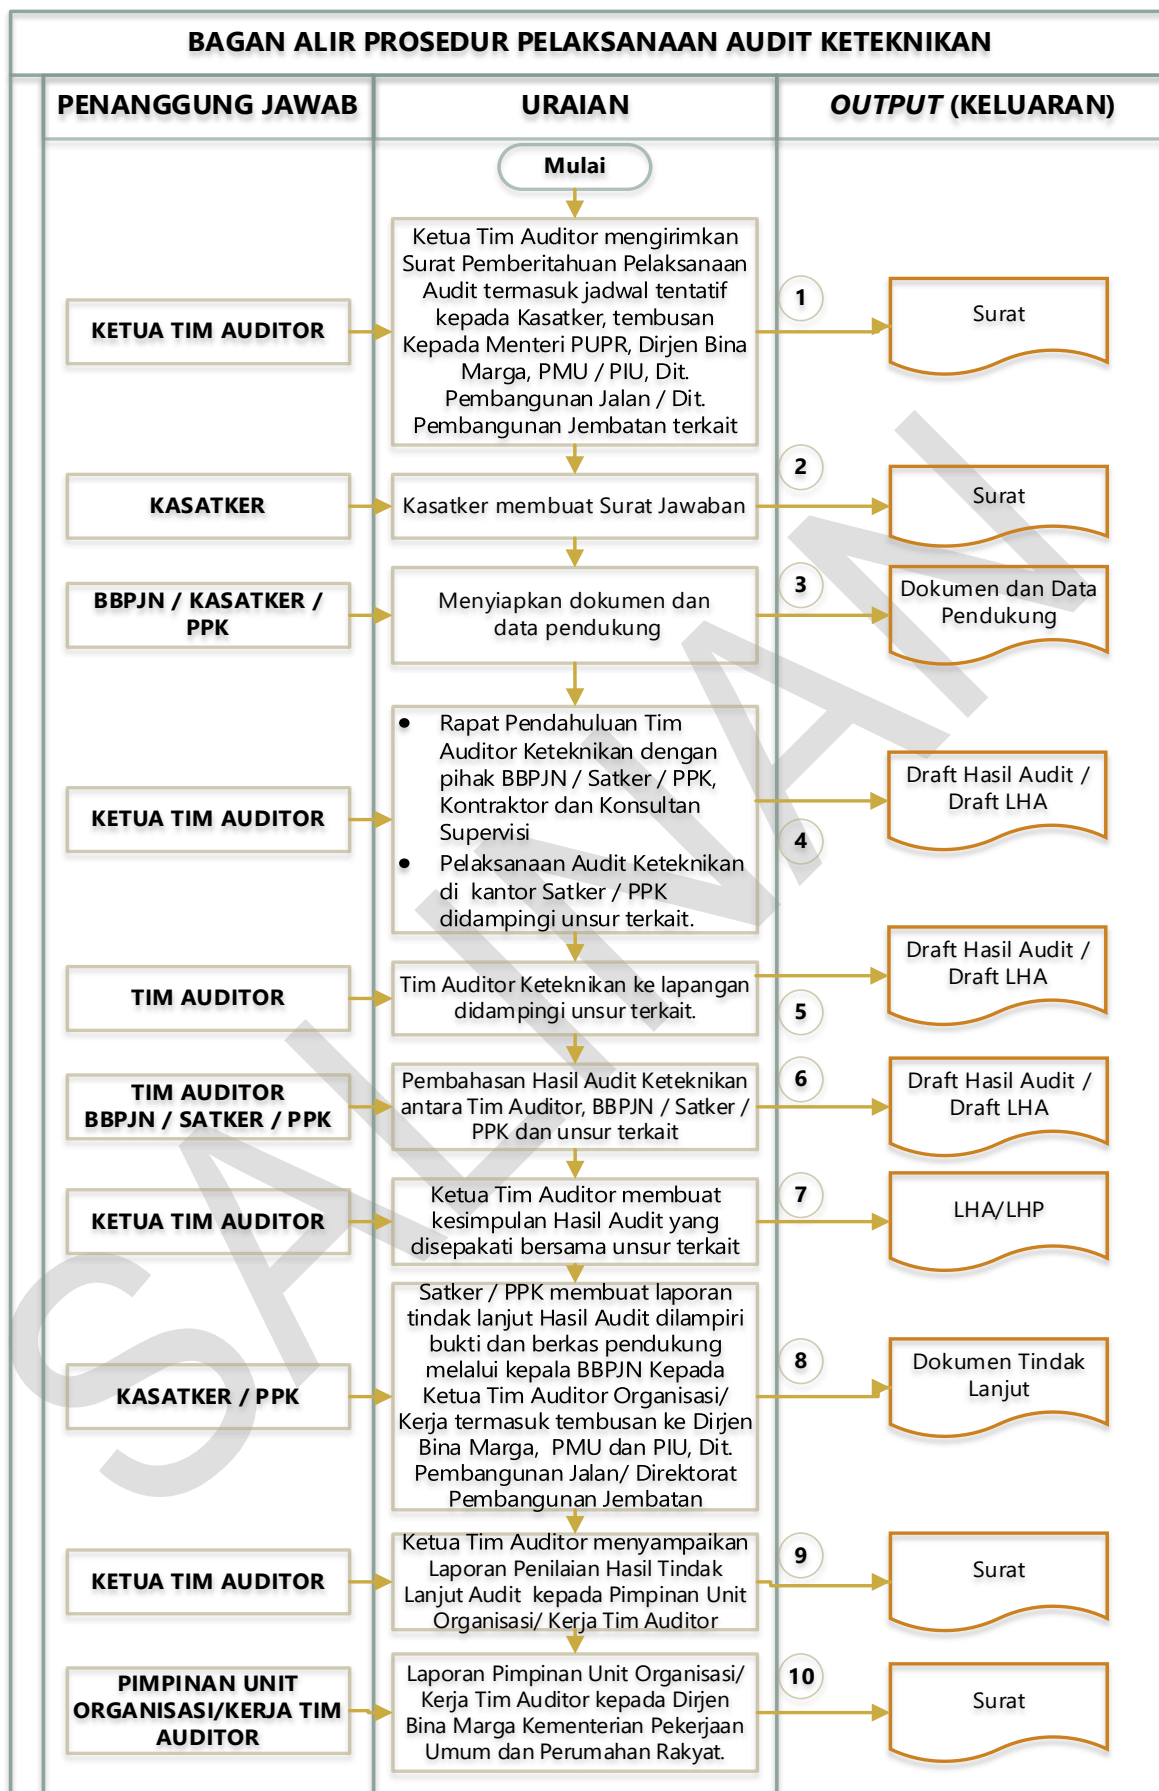 BAGAN ALIR PROSEDUR PELAKSANAAN AUDIT KETEKNIKAN
PENANGGUNG JAWAB
URAIAN
OUTPUT (KELUARAN)
Mulai
KETUA TIM AUDITOR
Ketua Tim Auditor mengirimkan
Surat Pemberitahuan Pelaksanaan
Audit termasuk jadwal tentatif
kepada Kasatker, tembusan
Kepada Menteri PUPR, Dirjen Bina
Marga, PMU / PIU, Dit.
Pembangunan Jalan / Dit.
Pembangunan Jembatan terkait
1
Surat
KASATKER
Kasatker membuat Surat Jawaban
2
Surat
BBPJN / KASATKER /
PPK
Menyiapkan dokumen dan
data pendukung
3
Dokumen dan Data
Pendukung
KETUA TIM AUDITOR
● Rapat Pendahuluan Tim
Auditor Keteknikan dengan
pihak BBPJN / Satker / PPK,
Kontraktor dan Konsultan
Supervisi
● Pelaksanaan Audit Keteknikan
di kantor Satker / PPK
didampingi unsur terkait.
4
Draft Hasil Audit /
Draft LHA
TIM AUDITOR
Tim Auditor Keteknikan ke lapangan
didampingi unsur terkait.
5
Draft Hasil Audit /
Draft LHA
TIM AUDITOR
BBPJN / SATKER / PPK
Pembahasan Hasil Audit Keteknikan
antara Tim Auditor, BBPJN / Satker /
PPK dan unsur terkait
6
Draft Hasil Audit /
Draft LHA
KETUA TIM AUDITOR
Ketua Tim Auditor membuat
kesimpulan Hasil Audit yang
disepakati bersama unsur terkait
7
LHA/LHP
KASATKER / PPK
Satker / PPK membuat laporan
tindak lanjut Hasil Audit dilampiri
bukti dan berkas pendukung
melalui kepala BBPJN Kepada
Ketua Tim Auditor Organisasi/
Kerja termasuk tembusan ke Dirjen
Bina Marga, PMU dan PIU, Dit.
Pembangunan Jalan/ Direktorat
Pembangunan Jembatan
8
Dokumen Tindak
Lanjut
KETUA TIM AUDITOR
Ketua Tim Auditor menyampaikan
Laporan Penilaian Hasil Tindak
Lanjut Audit kepada Pimpinan Unit
Organisasi/ Kerja Tim Auditor
9
Surat
PIMPINAN UNIT
ORGANISASI/KERJA TIM
AUDITOR
Laporan Pimpinan Unit Organisasi/
Kerja Tim Auditor kepada Dirjen
Bina Marga Kementerian Pekerjaan
Umum dan Perumahan Rakyat.
10
Surat
SALINAN